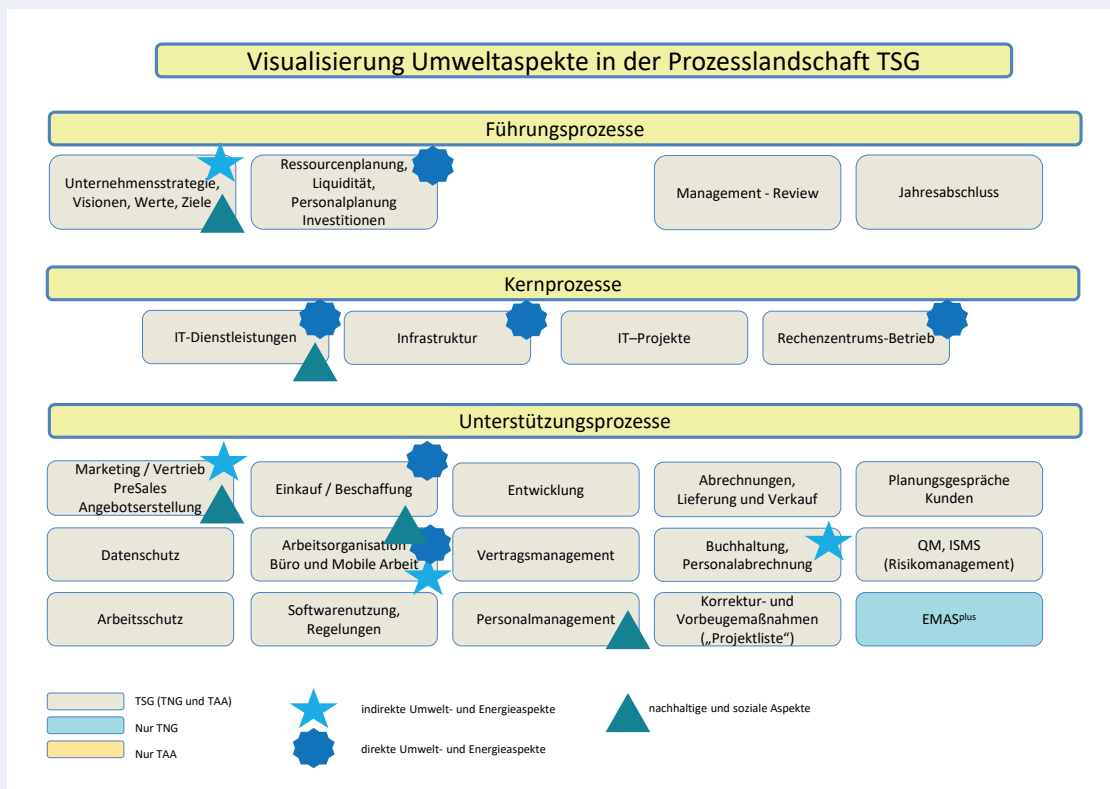 Visualisierung Umweltaspekte in der Prozesslandschaft TSG
Führungsprozesse
Unternehmensstrategie,
Visionen, Werte, Ziele
Ressourcenplanung,
Liquidität,
Personalplanung
Investitionen
Management - Review
Jahresabschluss
Kernprozesse
IT-Dienstleistungen
Infrastruktur
IT–Projekte
Rechenzentrums-Betrieb
Unterstützungsprozesse
Marketing / Vertrieb
PreSales
Angebotserstellung
Einkauf / Beschaffung
Entwicklung
Abrechnungen,
Lieferung und Verkauf
Planungsgespräche
Kunden
Datenschutz
Arbeitsorganisation
Büro und Mobile Arbeit
Vertragsmanagement
Buchhaltung,
Personalabrechnung
QM, ISMS
(Risikomanagement)
Arbeitsschutz
Softwarenutzung,
Regelungen
Personalmanagement
Korrektur- und
Vorbeugemaßnahmen
(„Projektliste“)
EMASplus
TSG (TNG und TAA)
Nur TNG
Nur TAA
indirekte Umwelt- und Energieaspekte
direkte Umwelt- und Energieaspekte
nachhaltige und soziale Aspekte